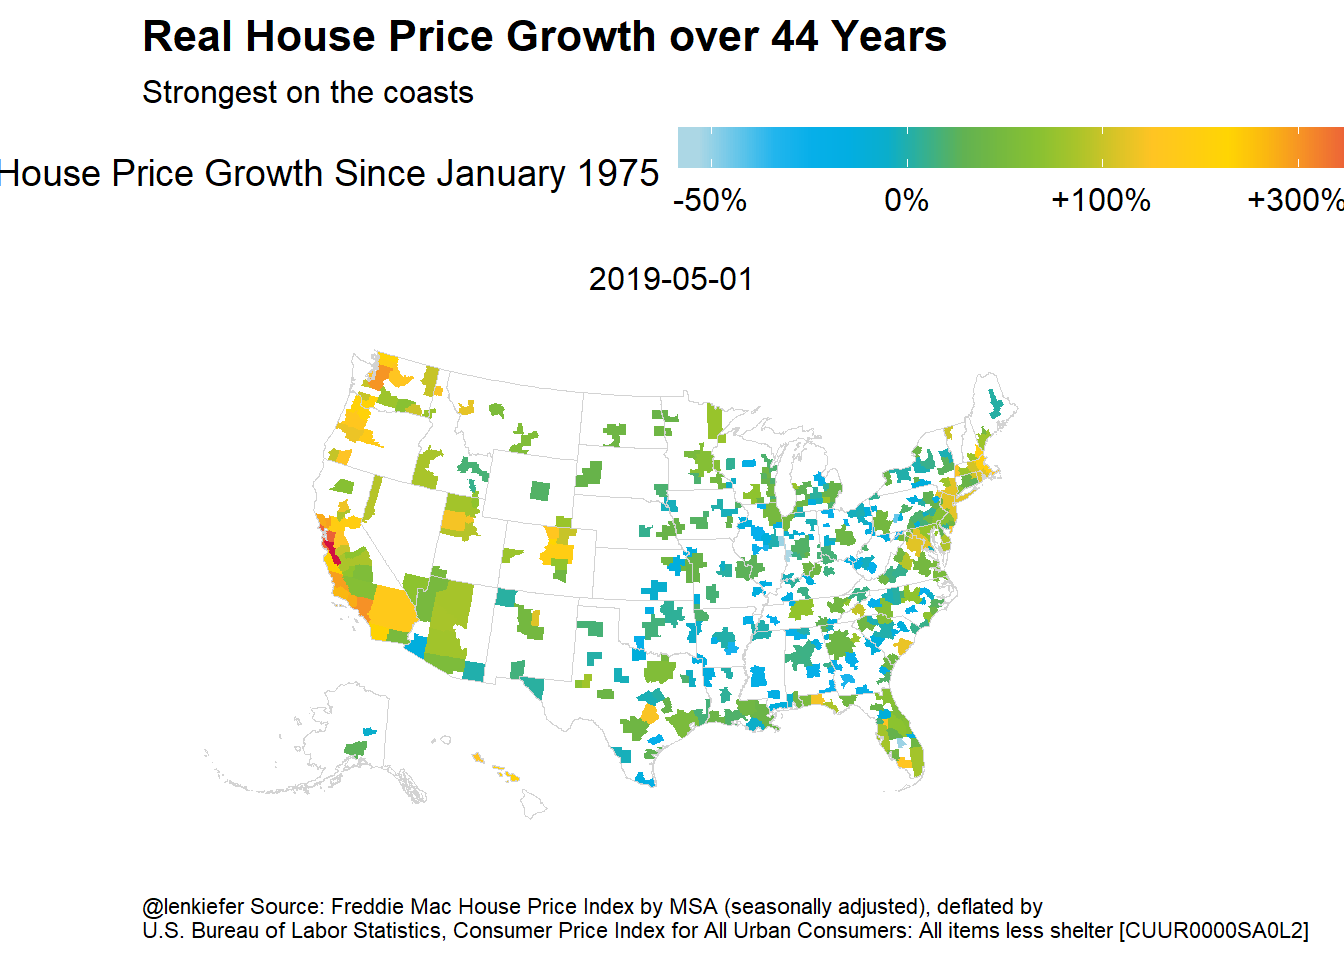 Real House Price Growth over 44 Years
Strongest on the coasts
House Price Growth Since January 1975
-50% 0% +100% +300%
2019-05-01
@lenkiefer Source: Freddie Mac House Price Index by MSA (seasonally adjusted), deflated by
U.S. Bureau of Labor Statistics, Consumer Price Index for All Urban Consumers: All items less shelter [CUUR0000SA0L2]